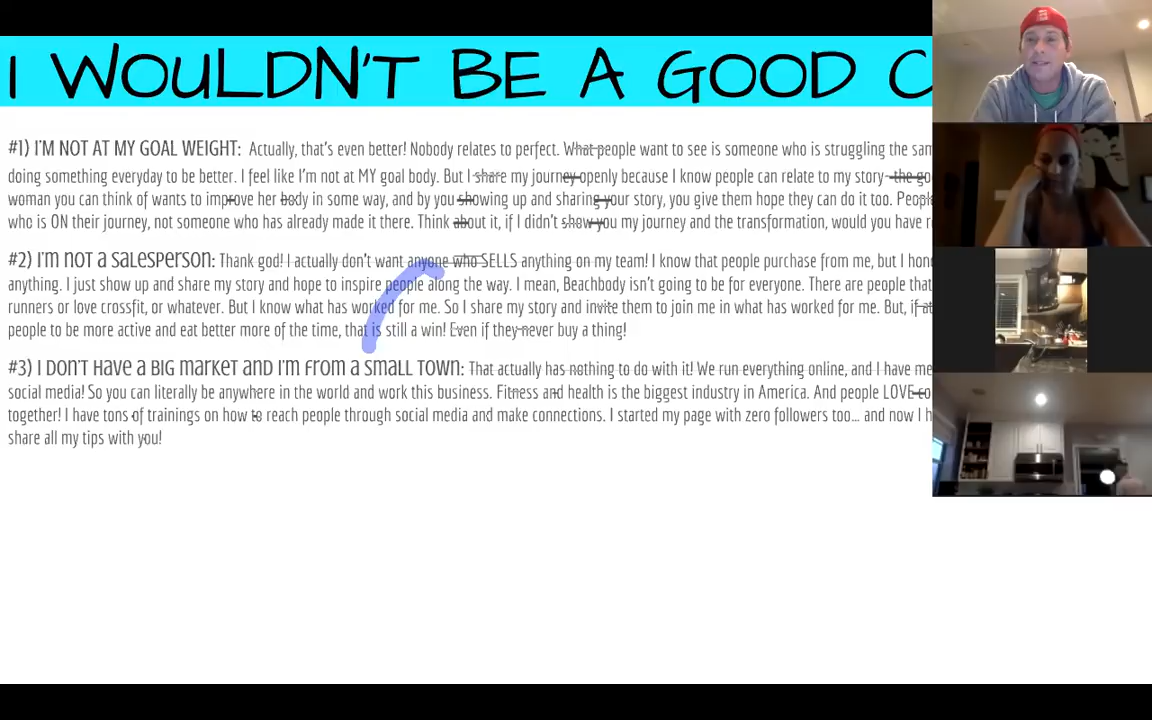 I WOULDN'T BE A GOOD C
#1) I'M NOT AT MY GOAL WEIGHT: Actually, that's even better! Nobody relates to perfect. What people want to see is someone who is struggling the sam
doing something everyday to be better. I feel like I'm not at MY goal body. But I share my journey openly because I know people can relate to my story - the goo
woman you can think of wants to improve her body in some way, and by you showing up and sharing your story, you give them hope they can do it too. Peopl
who is ON their journey, not someone who has already made it there. Think about it, if I didn't show you my journey and the transformation, would you have r
#2) I'm not a salesperson: Thank god! I actually don't want anyone who SELLS anything on my team! I know that people purchase from me, but I hon
anything. I just show up and share my story and hope to inspire people along the way. I mean, Beachbody isn't going to be for everyone. There are people that
runners or love crossfit, or whatever. But I know what has worked for me. So I share my story and invite them to join me in what has worked for me. But, if at
people to be more active and eat better more of the time, that is still a win! Even if they never buy a thing!
#3) I DON'T HAVE A BIG MARKET AND I'M FROM A SMALL TOWN: That actually has nothing to do with it! We run everything online, and I have me
social media! So you can literally be anywhere in the world and work this business. Fitness and health is the biggest industry in America. And people LOVE co
together! I have tons of trainings on how to reach people through social media and make connections. I started my page with zero followers too... and now I h
share all my tips with you!